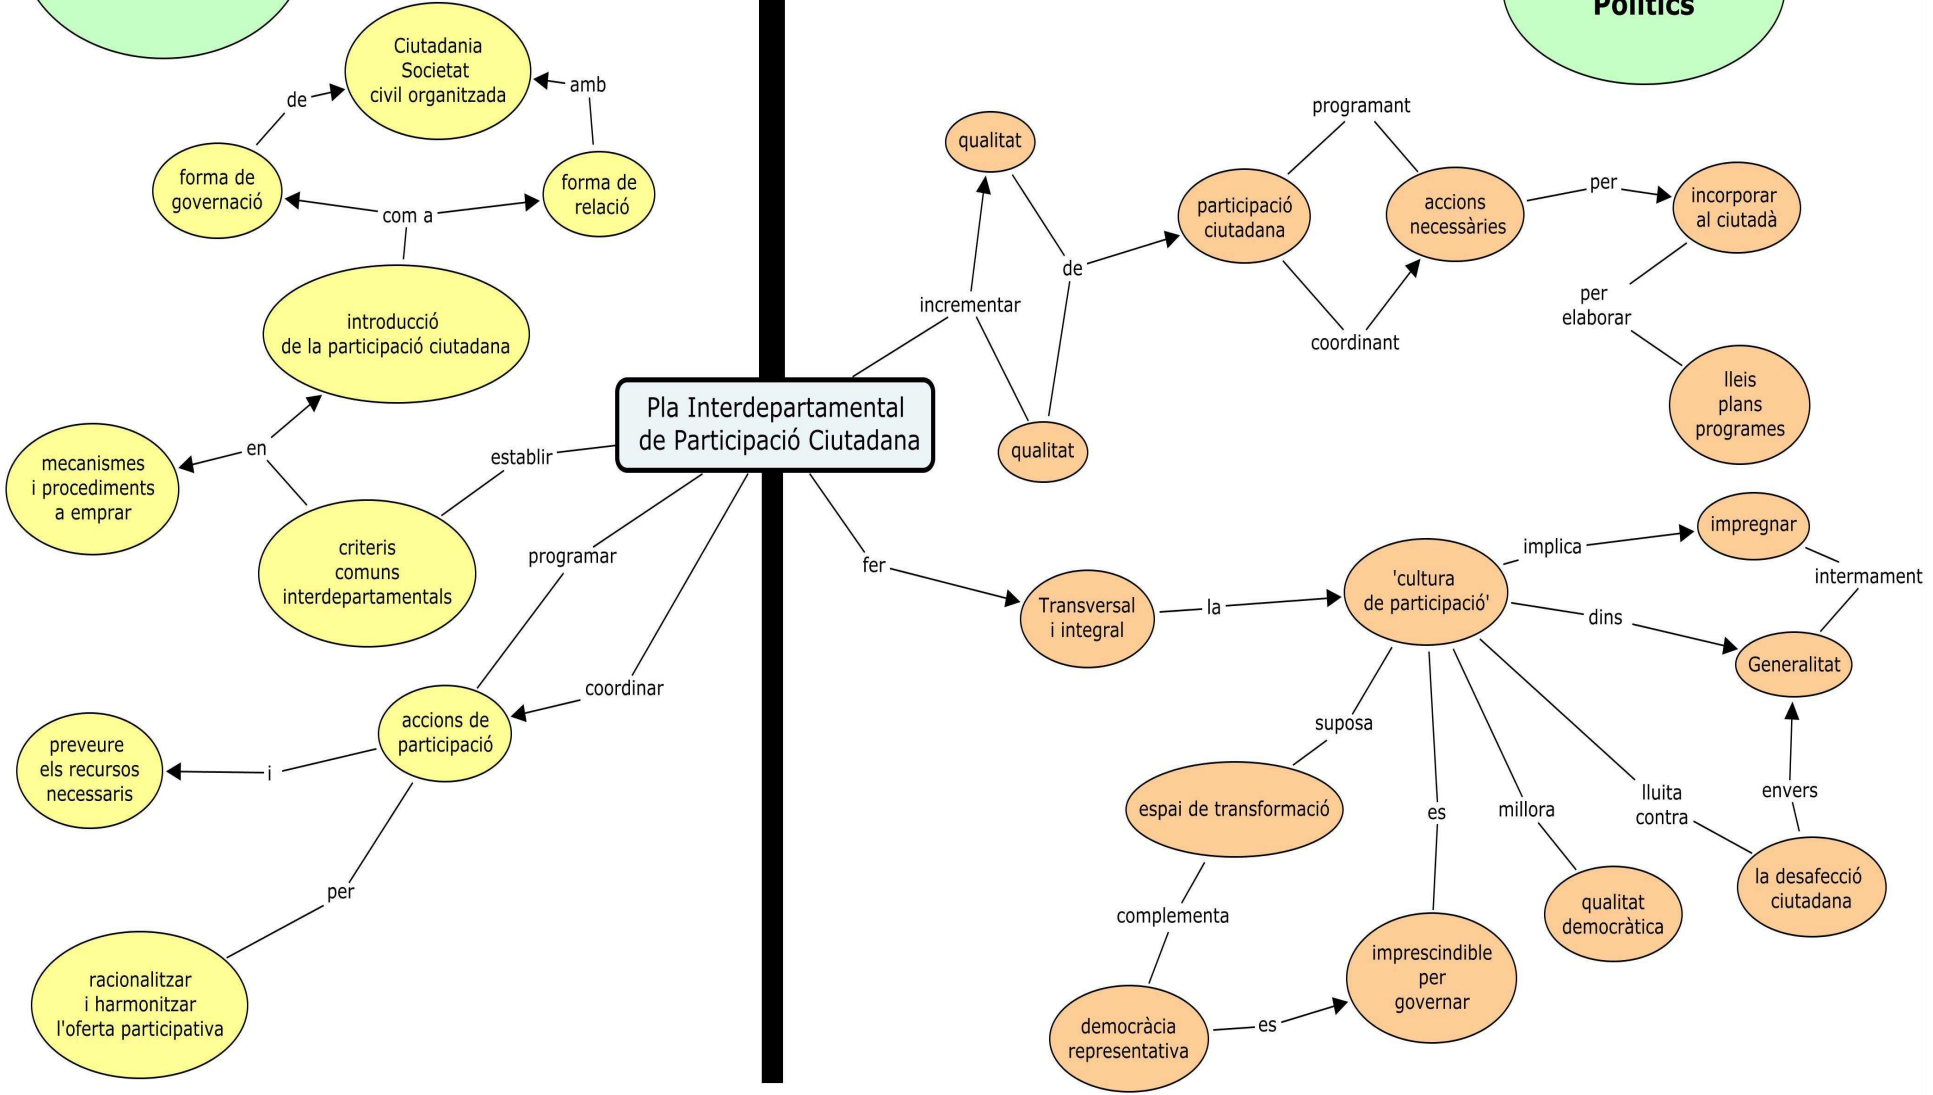 Polítics
Ciutadania
Societat
civil organitzada
de
amb
forma de
governació
forma de
relació
com a
introducció
de la participació ciutadana
en
mecanismes
i procediments
a emprar
establir
criteris
comuns
interdepartamentals
programar
coordinar
accions de
participació
i
preveure
els recursos
necessaris
per
racionalitzar
i harmonitzar
l'oferta participativa
Pla Interdepartamental
de Participació Ciutadana
incrementar
qualitat
qualitat
de
participació
ciutadana
programant
coordinant
accions
necessàries
per
incorporar
al ciutadà
per
elaborar
lleis
plans
programes
fer
Transversal
i integral
la
'cultura
de participació'
implica
impregnar
intermament
dins
Generalitat
suposa
espai de transformació
complementa
democràcia
representativa
es
es
imprescindible
per
governar
millora
qualitat
democràtica
lluita
contra
la desafecció
ciutadana
envers